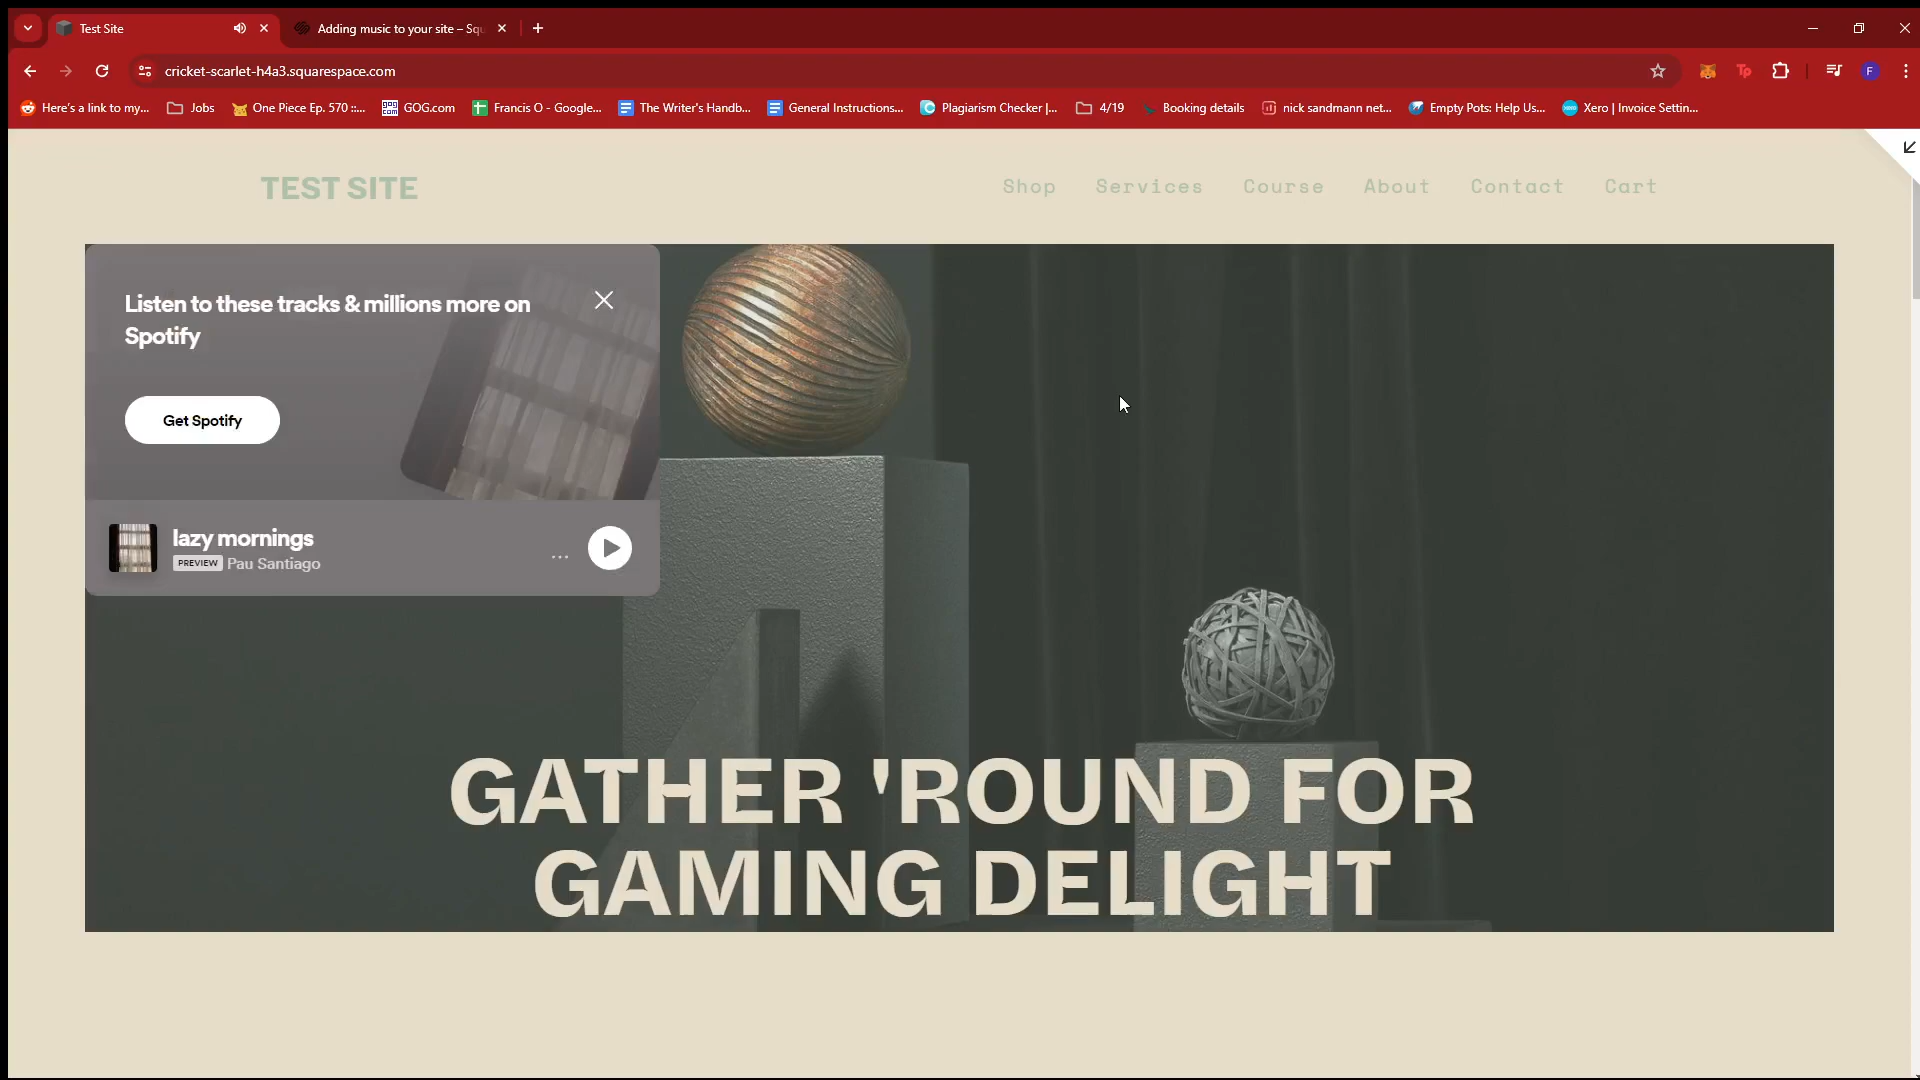 Test Site
Adding music to your site – Squ
cricket-scarlet-h4a3.squarespace.com
Tp
F
Here's a link to my...
Jobs
One Piece Ep. 570 ::...
GOG.com
Francis O - Google...
The Writer's Handb...
General Instructions...
Plagiarism Checker |...
4/19
Booking details
nick sandmann net...
Empty Pots: Help Us...
Xero | Invoice Settin...
TEST SITE
Shop
Services
Course
About
Contact
Cart
Listen to these tracks & millions more on
Spotify
Get Spotify
lazy mornings
PREVIEW Pau Santiago
...
GATHER 'ROUND FOR
GAMING DELIGHT